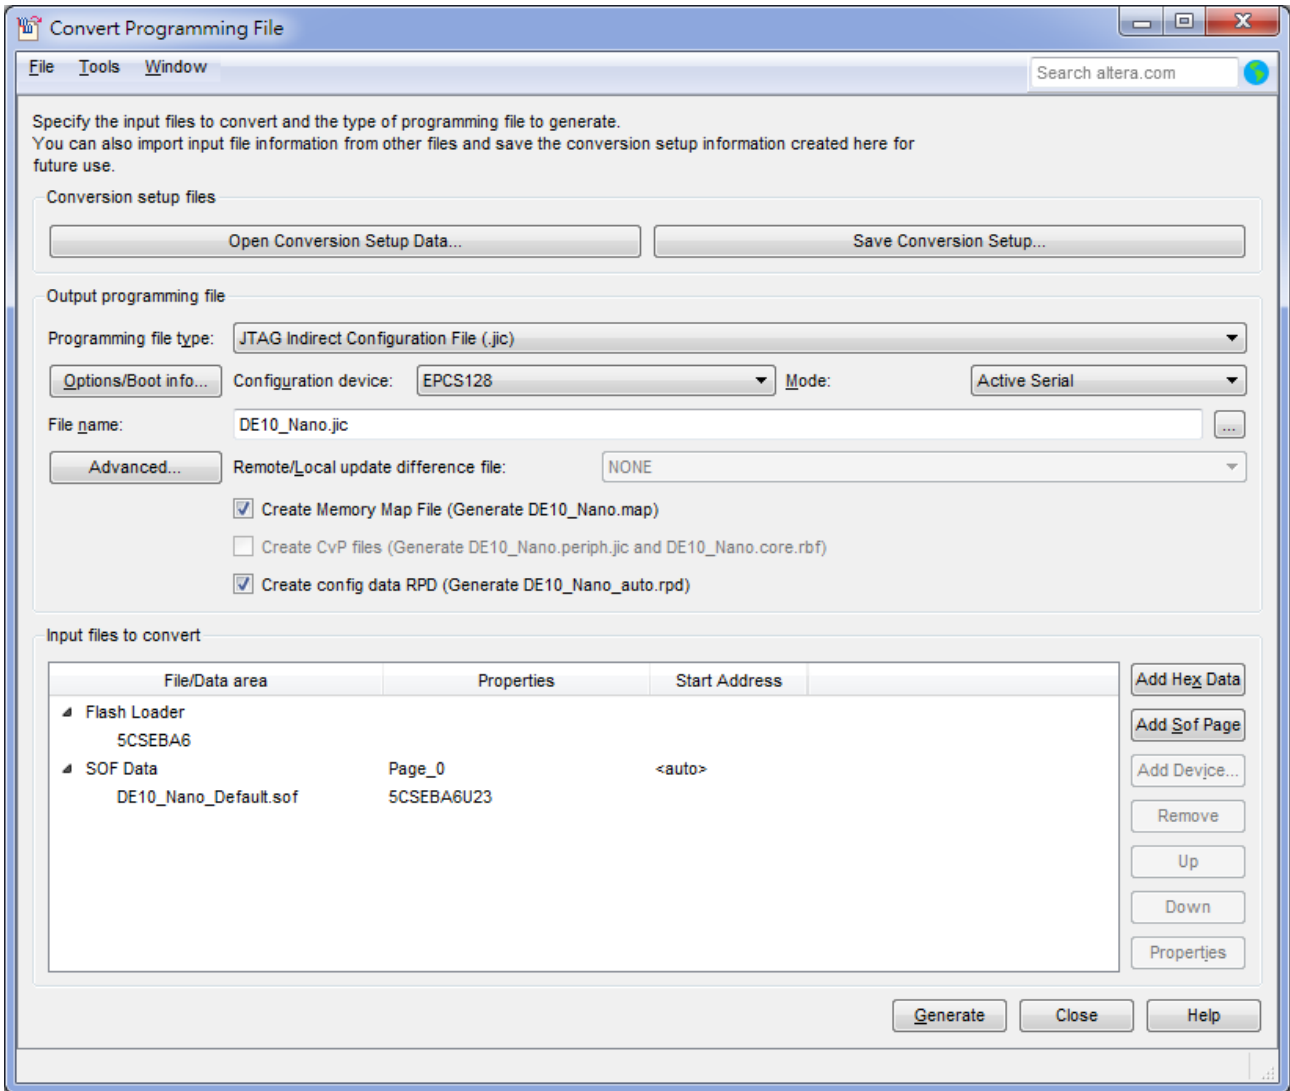 Convert Programming File
File Tools Window Search altera.com
Specify the input files to convert and the type of programming file to generate.
You can also import input file information from other files and save the conversion setup information created here for
future use.
Conversion setup files
Open Conversion Setup Data... Save Conversion Setup...
Output programming file
Programming file type: JTAG Indirect Configuration File (.jic)
Options/Boot info... Configuration device: EPCS128 Mode: Active Serial
File name: DE10_Nano.jic ...
Advanced... Remote/Local update difference file: NONE
Create Memory Map File (Generate DE10_Nano.map)
Create CvP files (Generate DE10_Nano.periph.jic and DE10_Nano.core.rbf)
Create config data RPD (Generate DE10_Nano_auto.rpd)
Input files to convert
File/Data area Properties Start Address Add Hex Data
Flash Loader
5CSEBA6 Add Sof Page
SOF Data Page_0 <auto> Add Device...
DE10_Nano_Default.sof 5CSEBA6U23
Remove
Up
Down
Properties
Generate Close Help